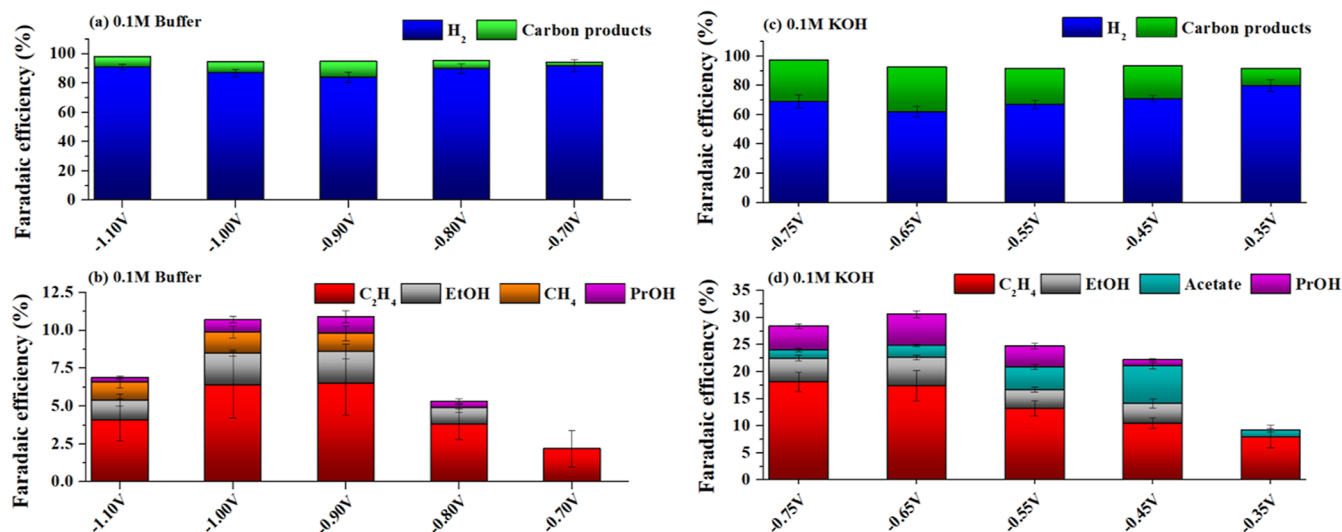 (a) 0.1M Buffer
H₂ Carbon products
Faradaic efficiency (%)
100
80
60
40
20
0
-1.10V -1.00V -0.90V -0.80V -0.70V
(c) 0.1M KOH
H₂ Carbon products
Faradaic efficiency (%)
100
80
60
40
20
0
-0.75V -0.65V -0.55V -0.45V -0.35V
(b) 0.1M Buffer
C₂H₄ EtOH CH₄ PrOH
Faradaic efficiency (%)
12.5
10.0
7.5
5.0
2.5
0.0
-1.10V -1.00V -0.90V -0.80V -0.70V
(d) 0.1M KOH
C₂H₄ EtOH Acetate PrOH
Faradaic efficiency (%)
35
30
25
20
15
10
5
0
-0.75V -0.65V -0.55V -0.45V -0.35V